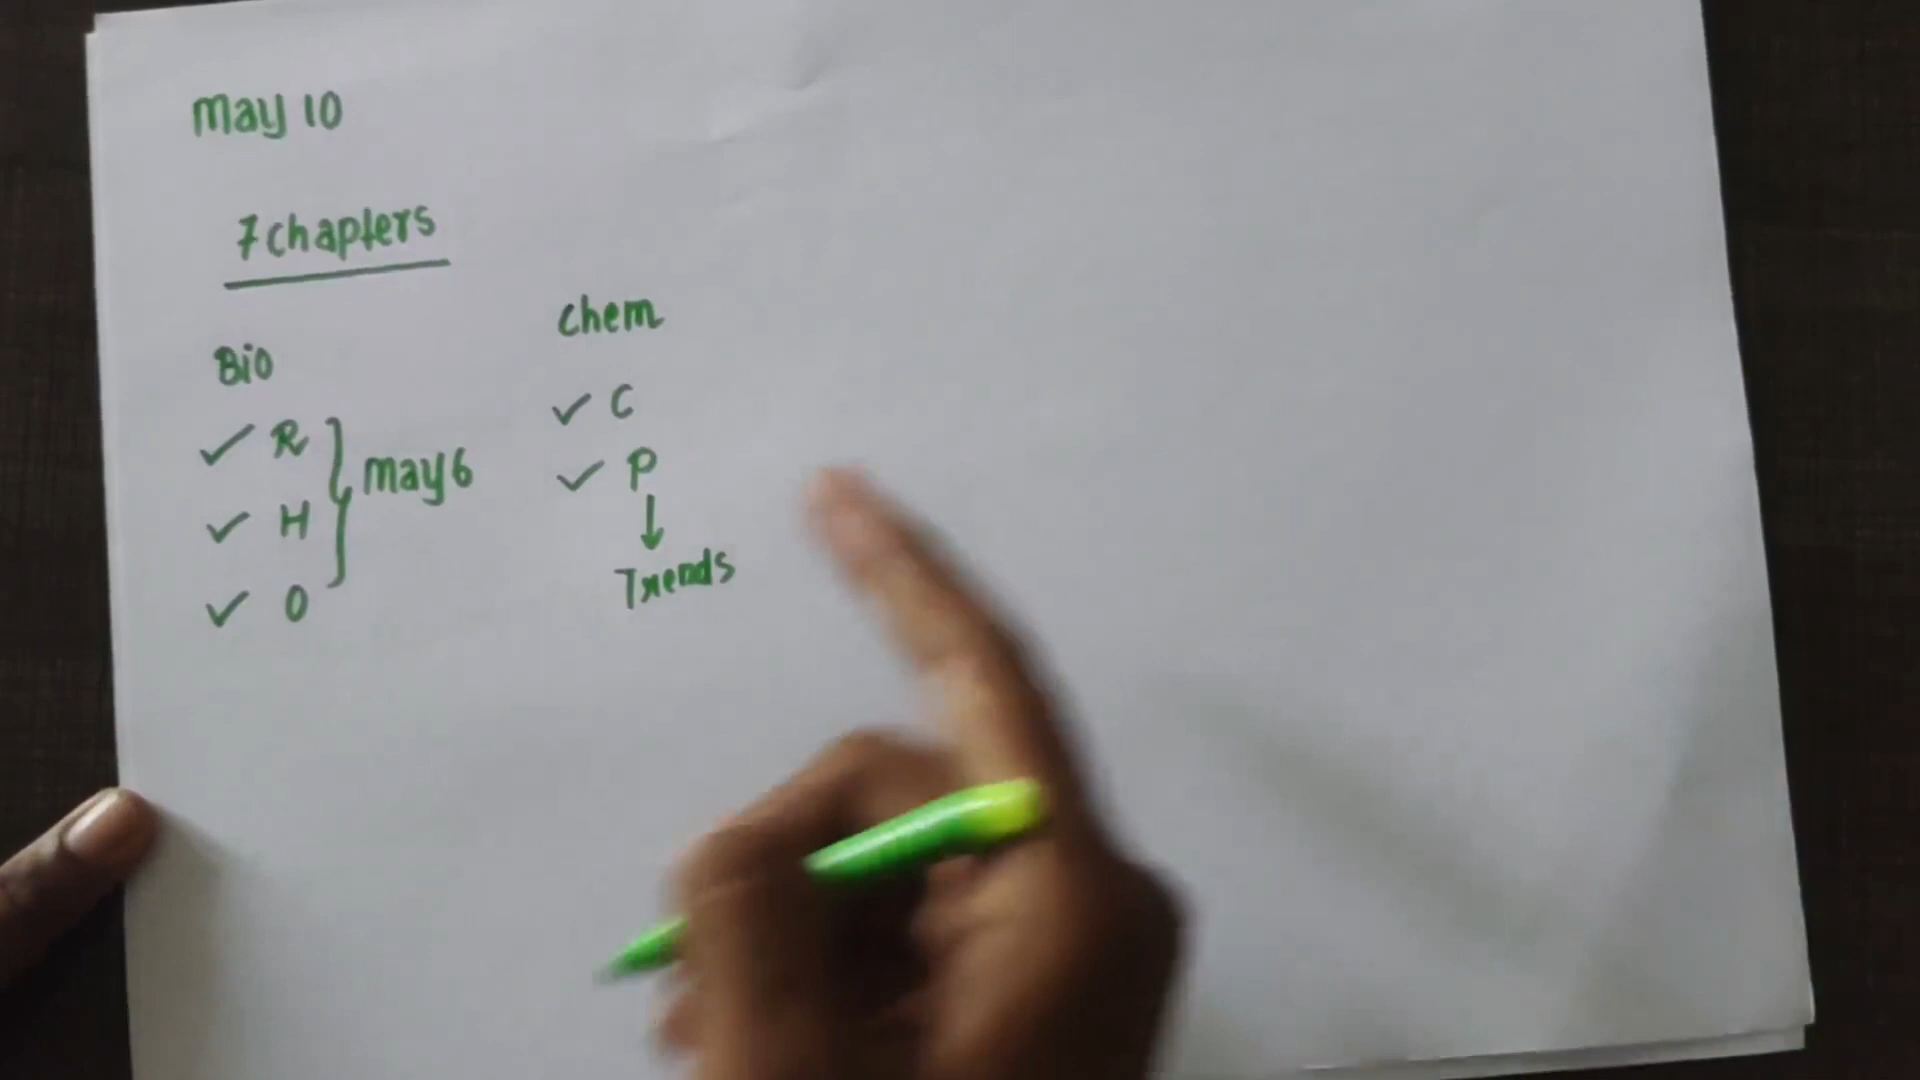 May 10
7 chapters
Bio
✓ R
✓ H
✓ O
May 6
Chem
✓ C
✓ P
↓
Trends